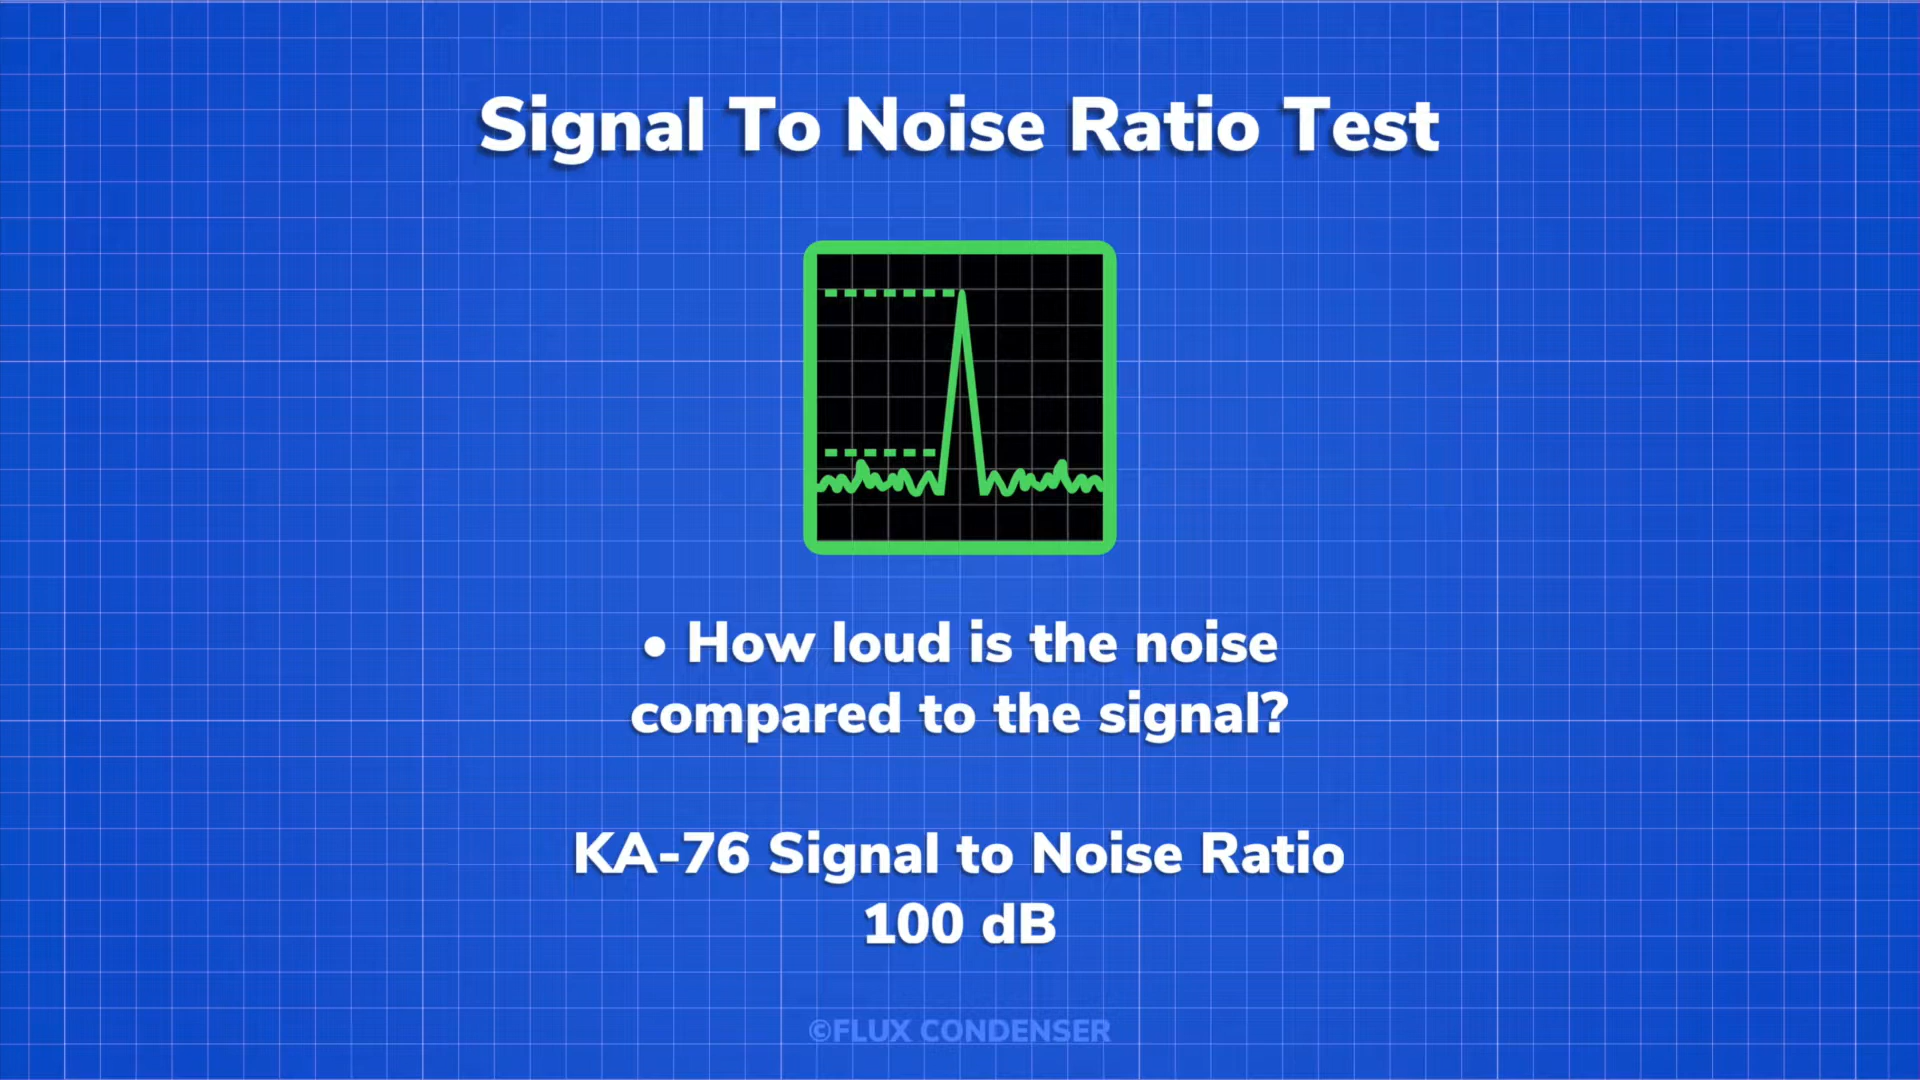 Signal To Noise Ratio Test
• How loud is the noise
compared to the signal?
KA-76 Signal to Noise Ratio
100 dB
©FLUX CONDENSER